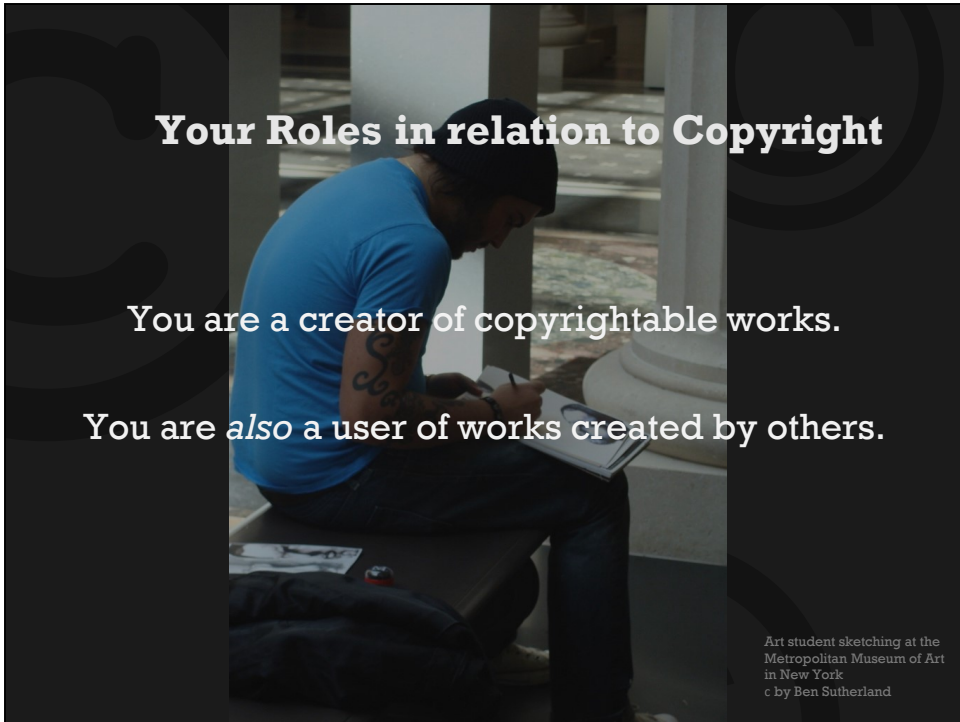 Your Roles in relation to Copyright
You are a creator of copyrightable works.
You are also a user of works created by others.
Art student sketching at the
Metropolitan Museum of Art
in New York
c by Ben Sutherland